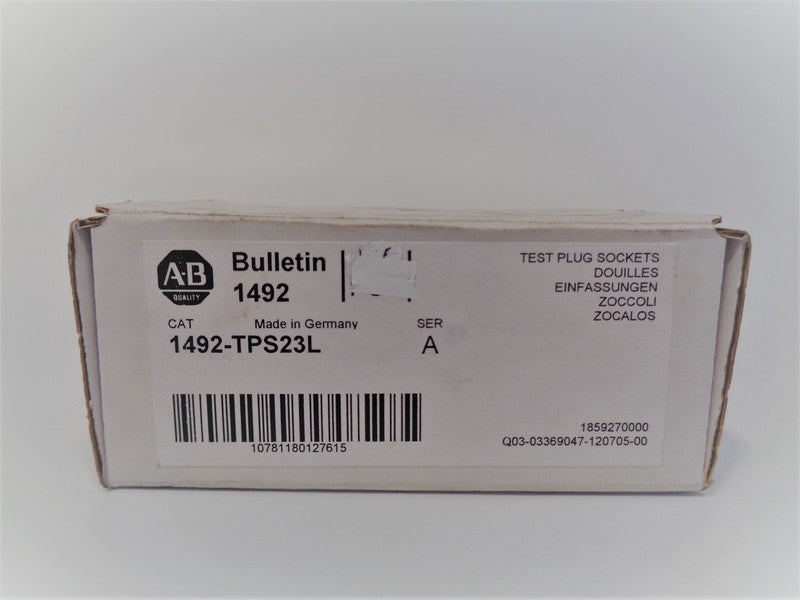 A-B
QUALITY
Bulletin
1492
TEST PLUG SOCKETS
DOUILLES
EINFASSUNGEN
ZOCCOLI
ZOCALOS
CAT Made in Germany SER
1492-TPS23L A
10781180127615
1859270000
Q03-03369047-120705-00